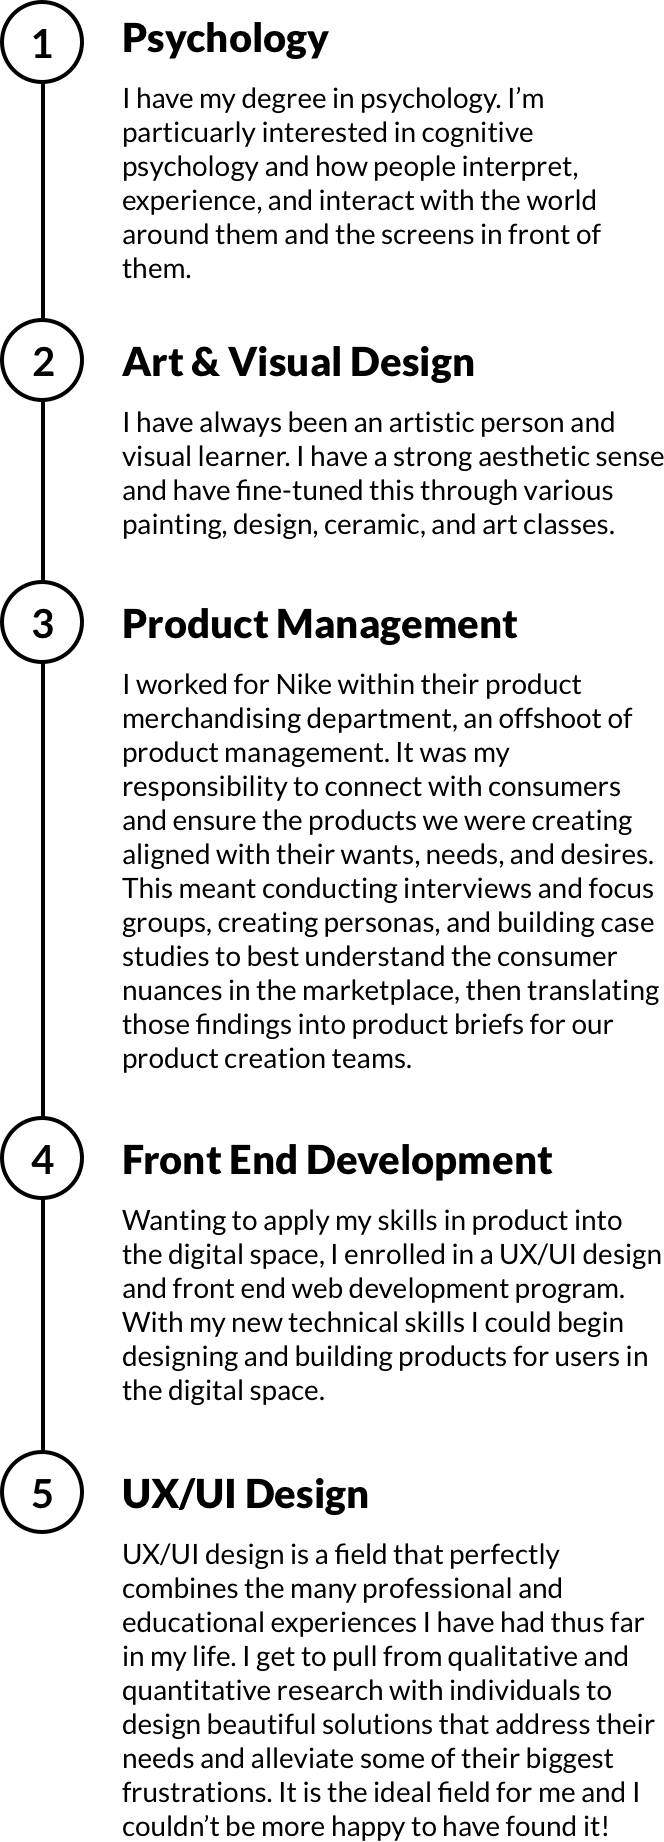 1
Psychology
I have my degree in psychology. I’m
particuarly interested in cognitive
psychology and how people interpret,
experience, and interact with the world
around them and the screens in front of
them.
2
Art & Visual Design
I have always been an artistic person and
visual learner. I have a strong aesthetic sense
and have fine-tuned this through various
painting, design, ceramic, and art classes.
3
Product Management
I worked for Nike within their product
merchandising department, an offshoot of
product management. It was my
responsibility to connect with consumers
and ensure the products we were creating
aligned with their wants, needs, and desires.
This meant conducting interviews and focus
groups, creating personas, and building case
studies to best understand the consumer
nuances in the marketplace, then translating
those findings into product briefs for our
product creation teams.
4
Front End Development
Wanting to apply my skills in product into
the digital space, I enrolled in a UX/UI design
and front end web development program.
With my new technical skills I could begin
designing and building products for users in
the digital space.
5
UX/UI Design
UX/UI design is a field that perfectly
combines the many professional and
educational experiences I have had thus far
in my life. I get to pull from qualitative and
quantitative research with individuals to
design beautiful solutions that address their
needs and alleviate some of their biggest
frustrations. It is the ideal field for me and I
couldn’t be more happy to have found it!